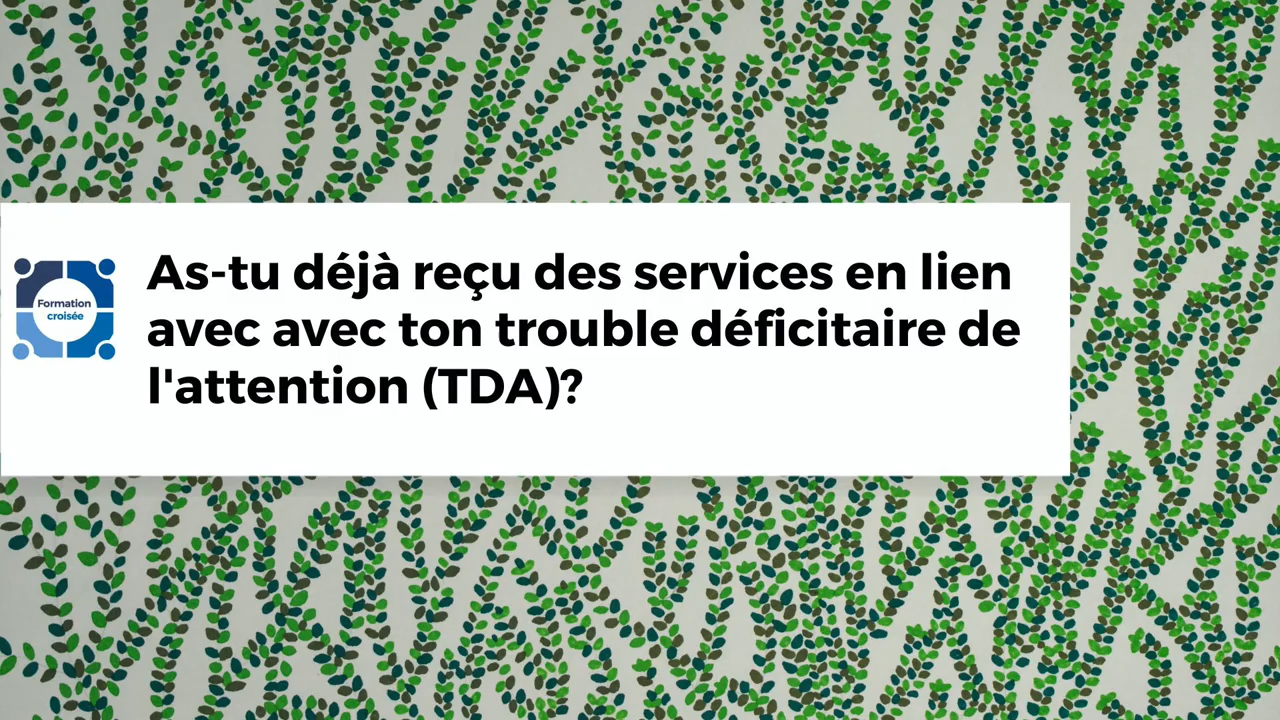 Formation
croisée
As-tu déjà reçu des services en lien
avec avec ton trouble déficitaire de
l'attention (TDA)?